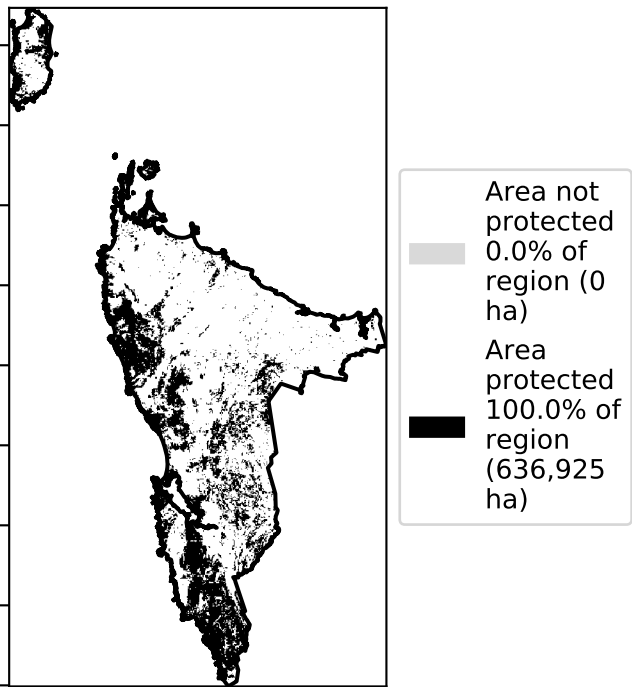 Area not
protected
0.0% of
region (0
ha)
Area
protected
100.0% of
region
(636,925
ha)